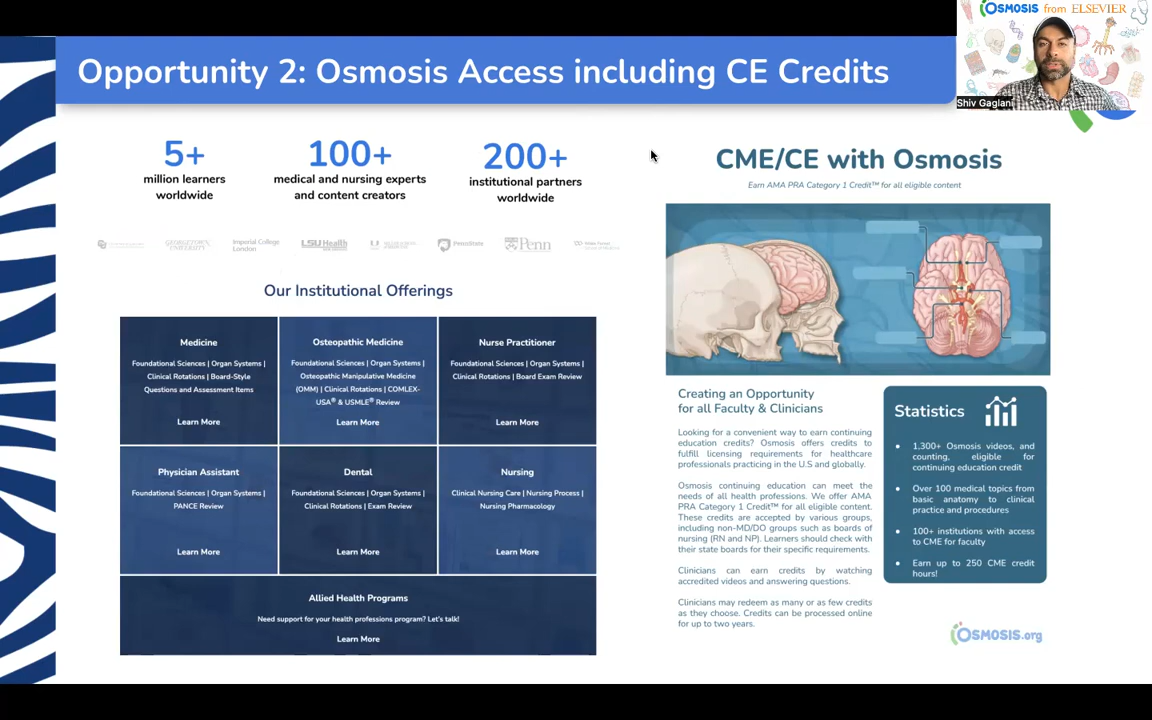 Opportunity 2: Osmosis Access including CE Credits
OSMOSIS from ELSEVIER
Shiv Gaglani
5+
million learners
worldwide
100+
medical and nursing experts
and content creators
200+
institutional partners
worldwide
GEORGETOWN
UNIVERSITY
Imperial College
London
LSU Health
PennState
Penn
Our Institutional Offerings
Medicine
Foundational Sciences | Organ Systems |
Clinical Rotations | Board-Style
Questions and Assessment Items
Learn More
Osteopathic Medicine
Foundational Sciences | Organ Systems |
Osteopathic Manipulative Medicine
(OMM) | Clinical Rotations | COMLEX-
USA® & USMLE® Review
Learn More
Nurse Practitioner
Foundational Sciences | Organ Systems |
Clinical Rotations | Board Exam Review
Learn More
Physician Assistant
Foundational Sciences | Organ Systems |
PANCE Review
Learn More
Dental
Foundational Sciences | Organ Systems |
Clinical Rotations | Exam Review
Learn More
Nursing
Clinical Nursing Care | Nursing Process |
Nursing Pharmacology
Learn More
Allied Health Programs
Need support for your health professions program? Let's talk!
Learn More
CME/CE with Osmosis
Earn AMA PRA Category 1 Credit™ for all eligible content
Creating an Opportunity
for all Faculty & Clinicians
Looking for a convenient way to earn continuing
education credits? Osmosis offers credits to
fulfill licensing requirements for healthcare
professionals practicing in the U.S and globally.
Osmosis continuing education can meet the
needs of all health professions. We offer AMA
PRA Category 1 Credit™ for all eligible content.
These credits are accepted by various groups,
including non-MD/DO groups such as boards of
nursing (RN and NP). Learners should check with
their state boards for their specific requirements.
Clinicians can earn credits by watching
accredited videos and answering questions.
Clinicians may redeem as many or as few credits
as they choose. Credits can be processed online
for up to two years.
Statistics
• 1,300+ Osmosis videos, and
counting, eligible for
continuing education credit
• Over 100 medical topics from
basic anatomy to clinical
practice and procedures
• 100+ institutions with access
to CME for faculty
• Earn up to 250 CME credit
hours!
OSMOSIS.org